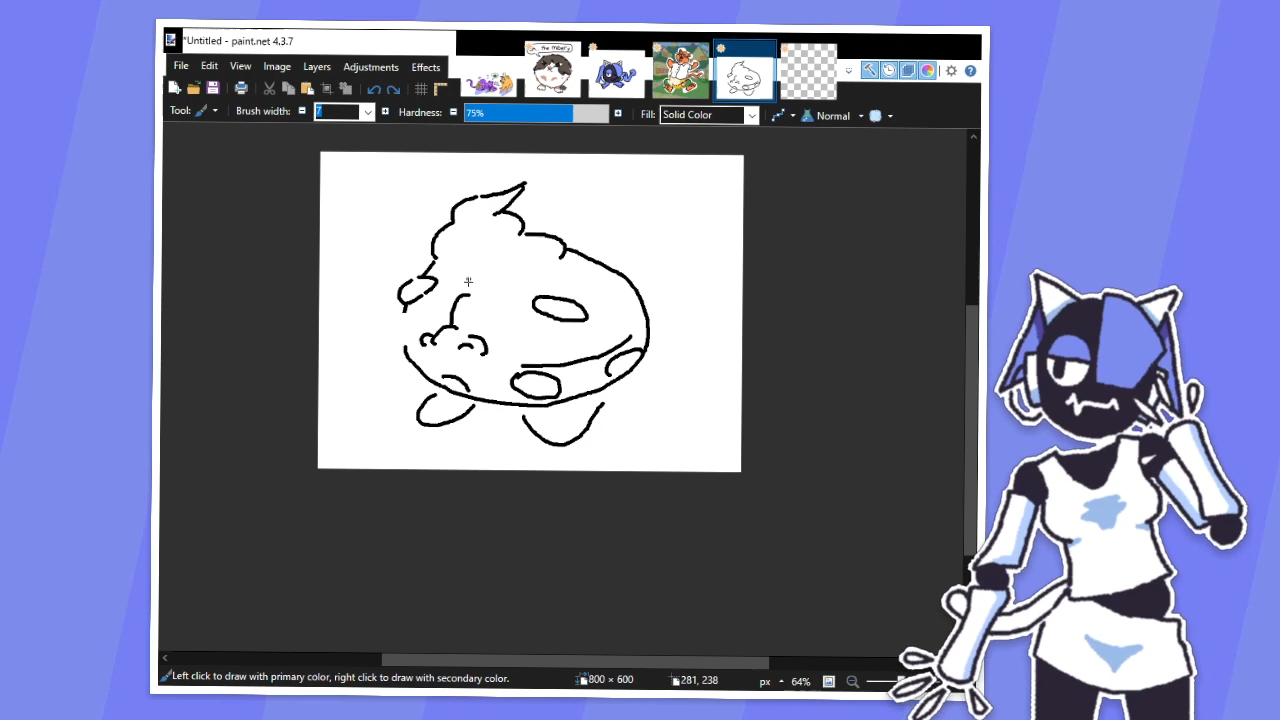 *Untitled - paint.net 4.3.7
File Edit View Image Layers Adjustments Effects
Tool: Brush width: 7 Hardness: 75% Fill: Solid Color Normal
Left click to draw with primary color, right click to draw with secondary color. 800 × 600 281, 238 px 64%